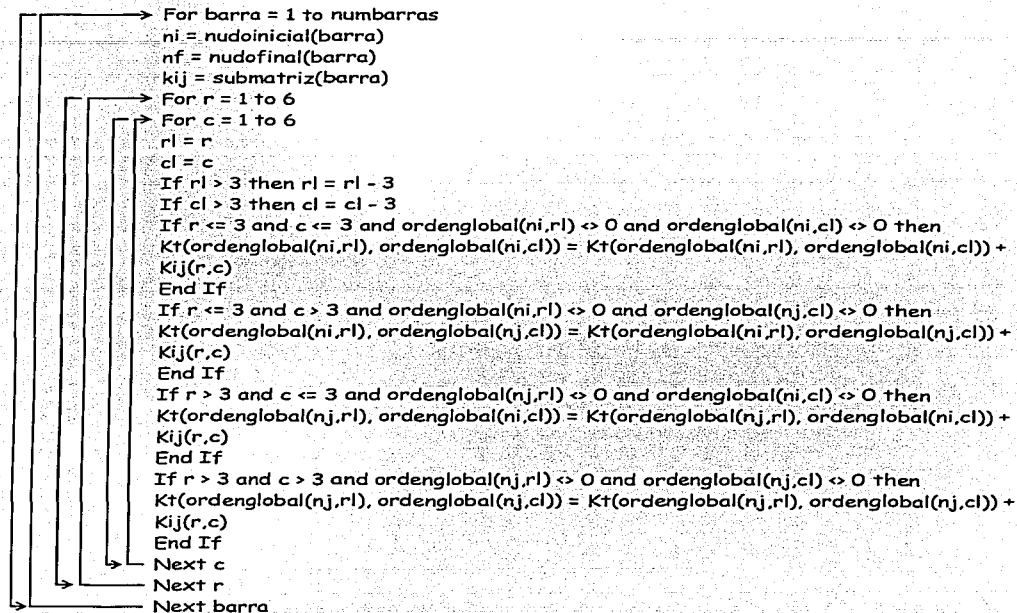 For barra = 1 to numbarras
ni = nudoinicial(barra)
nf = nudofinal(barra)
kij = submatriz(barra)
For r = 1 to 6
For c = 1 to 6
rl = r
cl = c
If rl > 3 then rl = rl - 3
If cl > 3 then cl = cl - 3
If r <= 3 and c <= 3 and ordenglobal(ni,rl) <> 0 and ordenglobal(ni,cl) <> 0 then
Kt(ordenglobal(ni,rl), ordenglobal(ni,cl)) = Kt(ordenglobal(ni,rl), ordenglobal(ni,cl)) +
Kij(r,c)
End If
If r <= 3 and c > 3 and ordenglobal(ni,rl) <> 0 and ordenglobal(nj,cl) <> 0 then
Kt(ordenglobal(ni,rl), ordenglobal(nj,cl)) = Kt(ordenglobal(ni,rl), ordenglobal(nj,cl)) +
Kij(r,c)
End If
If r > 3 and c <= 3 and ordenglobal(nj,rl) <> 0 and ordenglobal(ni,cl) <> 0 then
Kt(ordenglobal(nj,rl), ordenglobal(ni,cl)) = Kt(ordenglobal(nj,rl), ordenglobal(ni,cl)) +
Kij(r,c)
End If
If r > 3 and c > 3 and ordenglobal(nj,rl) <> 0 and ordenglobal(nj,cl) <> 0 then
Kt(ordenglobal(nj,rl), ordenglobal(nj,cl)) = Kt(ordenglobal(nj,rl), ordenglobal(nj,cl)) +
Kij(r,c)
End If
Next c
Next r
Next barra